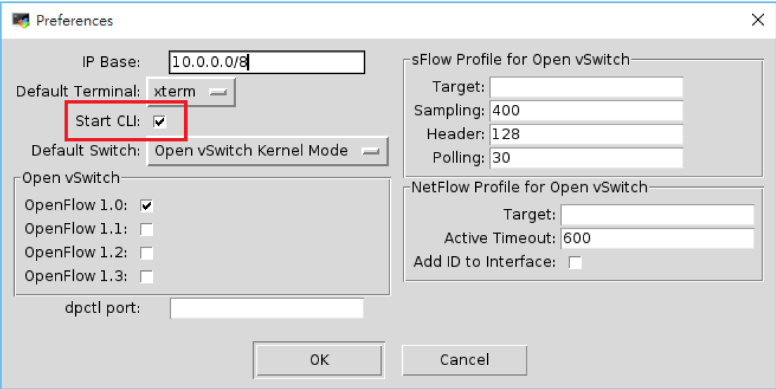 Preferences
IP Base: 10.0.0.0/8
Default Terminal: xterm
Start CLI:
Default Switch: Open vSwitch Kernel Mode
Open vSwitch
OpenFlow 1.0:
OpenFlow 1.1:
OpenFlow 1.2:
OpenFlow 1.3:
dpctl port:
sFlow Profile for Open vSwitch
Target:
Sampling: 400
Header: 128
Polling: 30
NetFlow Profile for Open vSwitch
Target:
Active Timeout: 600
Add ID to Interface:
OK
Cancel